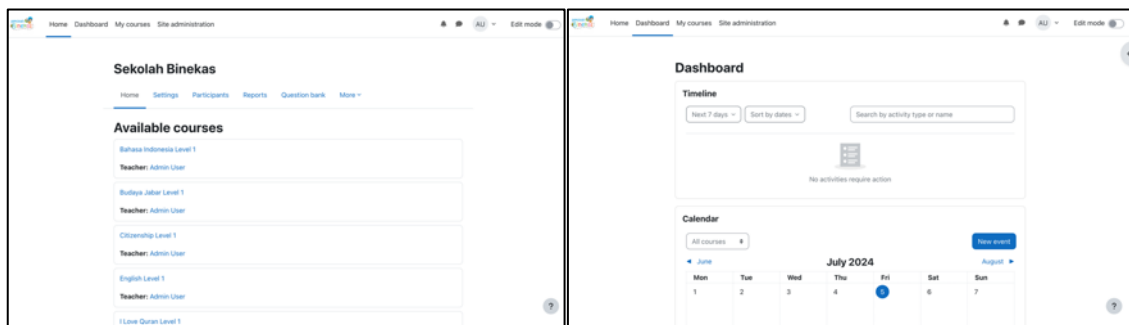 Home Dashboard My courses Site administration
AU
Edit mode
Sekolah Binekas
Home Settings Participants Reports Question bank More
Available courses
Bahasa Indonesia Level 1
Teacher: Admin User
Budaya Jabar Level 1
Teacher: Admin User
Citizenship Level 1
Teacher: Admin User
English Level 1
Teacher: Admin User
I Love Quran Level 1
?
Home Dashboard My courses Site administration
AU
Edit mode
Dashboard
Timeline
Next 7 days
Sort by dates
Search by activity type or name
No activities require action
Calendar
All courses
New event
◄ June
July 2024
August ►
Mon Tue Wed Thu Fri Sat Sun
1 2 3 4 5 6 7
?